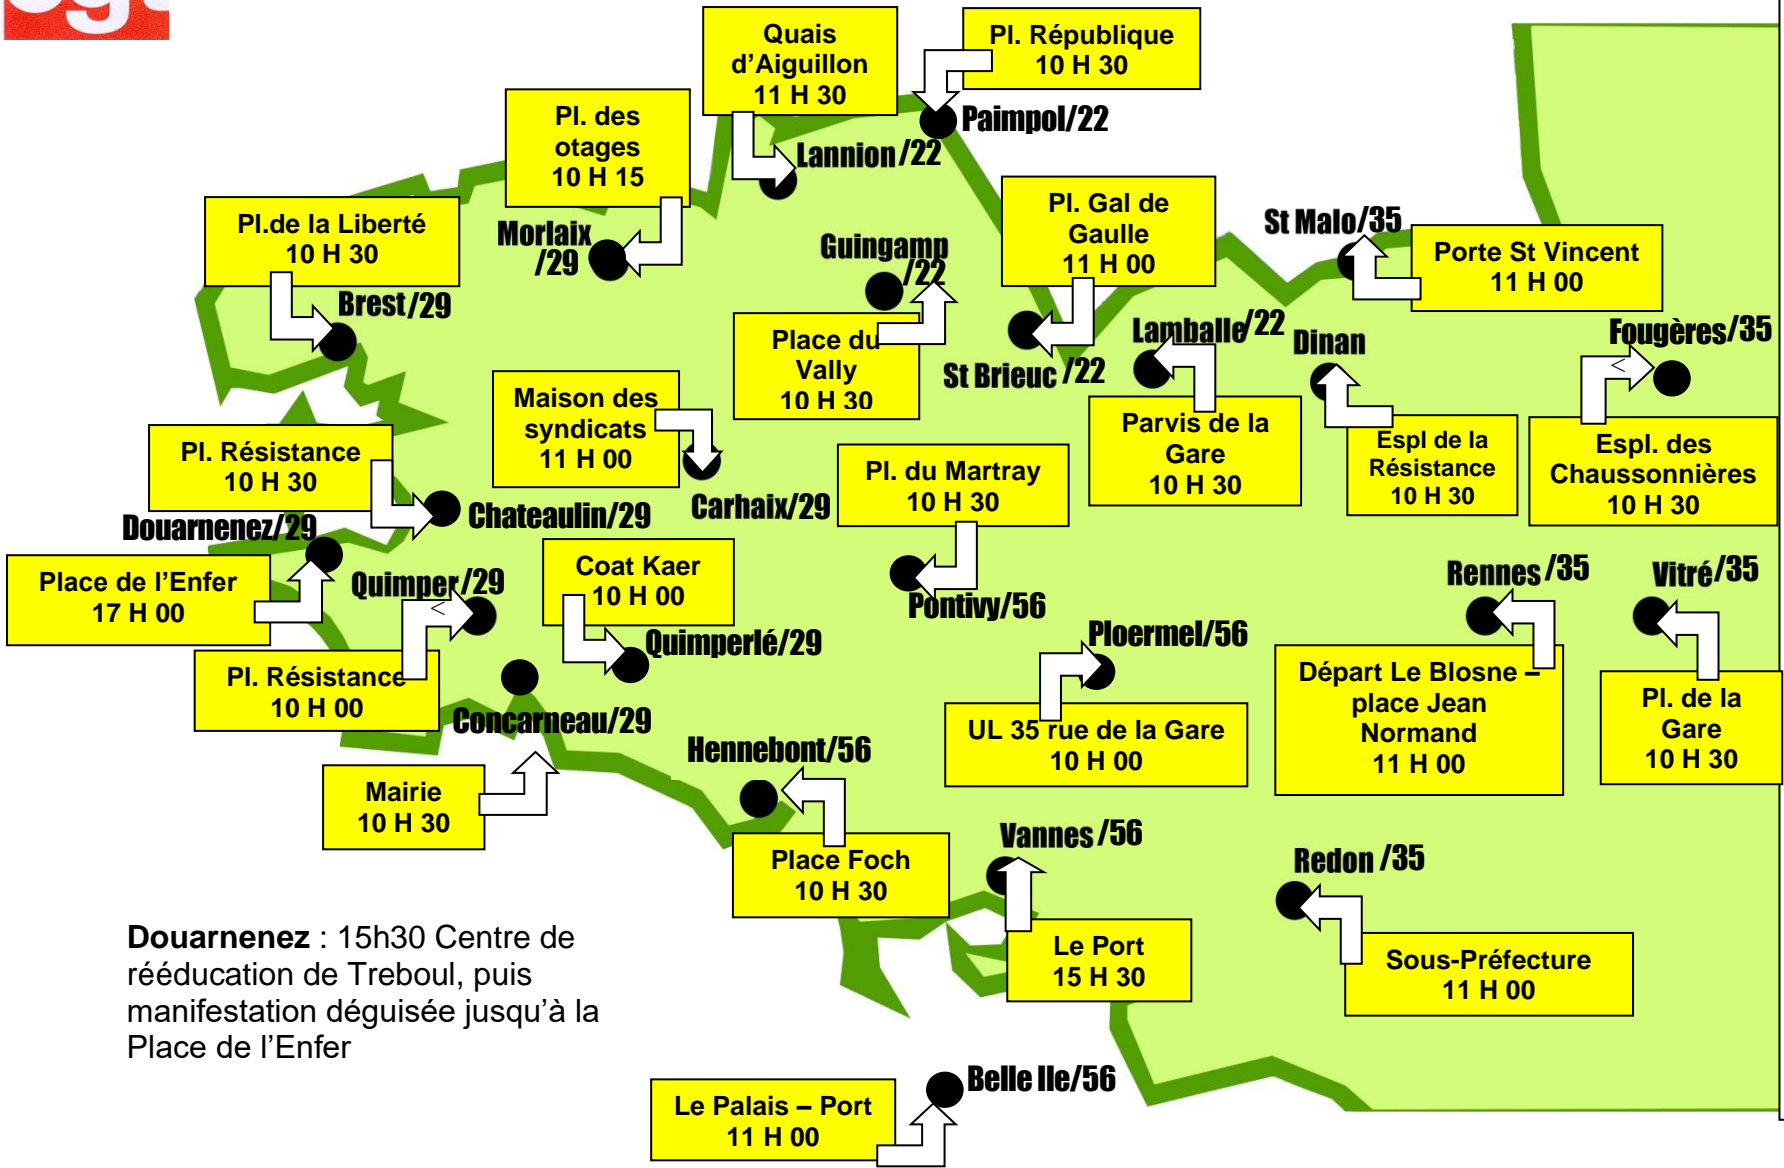 cgt
Quais
d’Aiguillon
11 H 30
Pl. République
10 H 30
Paimpol/22
Pl. des
otages
10 H 15
Lannion/22
Pl.de la Liberté
10 H 30
Morlaix
/29
Guingamp
/22
Pl. Gal de
Gaulle
11 H 00
St Malo/35
Porte St Vincent
11 H 00
Brest/29
Place du
Vally
10 H 30
St Brieuc /22
Lamballe/22
Dinan
Fougères/35
<
Maison des
syndicats
11 H 00
Carhaix/29
Parvis de la
Gare
10 H 30
Espl de la
Résistance
10 H 30
Espl. des
Chaussonnières
10 H 30
Pl. Résistance
10 H 30
Chateaulin/29
Pl. du Martray
10 H 30
Pontivy/56
Douarnenez/29
Place de l’Enfer
17 H 00
Quimper/29
<
Pl. Résistance
10 H 00
Coat Kaer
10 H 00
Quimperlé/29
Ploermel/56
UL 35 rue de la Gare
10 H 00
Rennes/35
Départ Le Blosne –
place Jean
Normand
11 H 00
Vitré/35
Pl. de la
Gare
10 H 30
Concarneau/29
Mairie
10 H 30
Hennebont/56
Place Foch
10 H 30
Vannes /56
Le Port
15 H 30
Redon /35
Sous-Préfecture
11 H 00
Douarnenez : 15h30 Centre de
rééducation de Treboul, puis
manifestation déguisée jusqu’à la
Place de l’Enfer
Belle Ile/56
Le Palais – Port
11 H 00